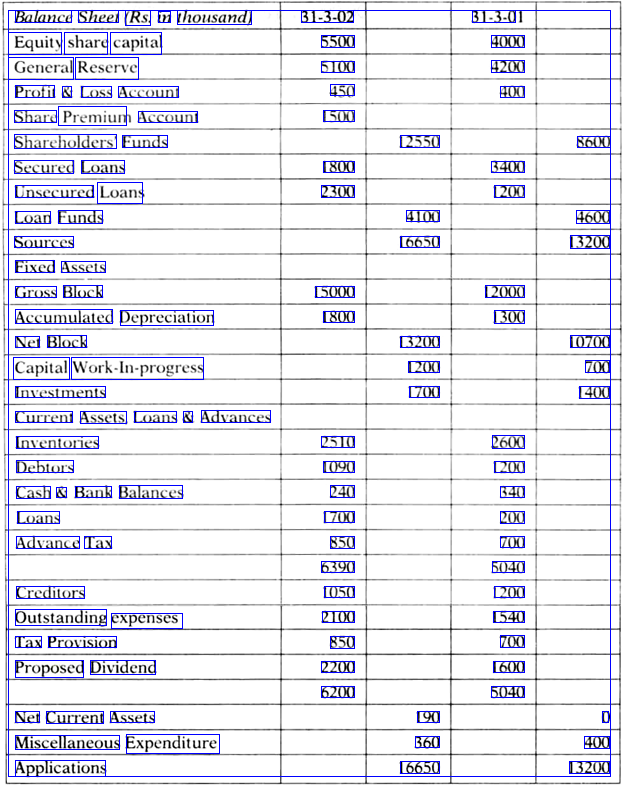 Balance Sheet (Rs. in thousand) 31-3-02 31-3-01
Equity share capital 5500 4000
General Reserve 5100 4200
Profit & Loss Account 450 400
Share Premium Account 1500
Shareholders' Funds 12550 8600
Secured Loans 1800 3400
Unsecured Loans 2300 1200
Loan Funds 4100 4600
Sources 16650 13200
Fixed Assets
Gross Block 15000 12000
Accumulated Depreciation 1800 1300
Net Block 13200 10700
Capital Work-In-progress 1200 700
Investments 1700 1400
Current Assets, Loans & Advances
Inventories 2510 2600
Debtors 1090 1200
Cash & Bank Balances 240 340
Loans 1700 200
Advance Tax 850 700
6390 5040
Creditors 1050 1200
Outstanding expenses 2100 1540
Tax Provision 850 700
Proposed Dividend 2200 1600
6200 5040
Net Current Assets 190 0
Miscellaneous Expenditure 360 400
Applications 16650 13200